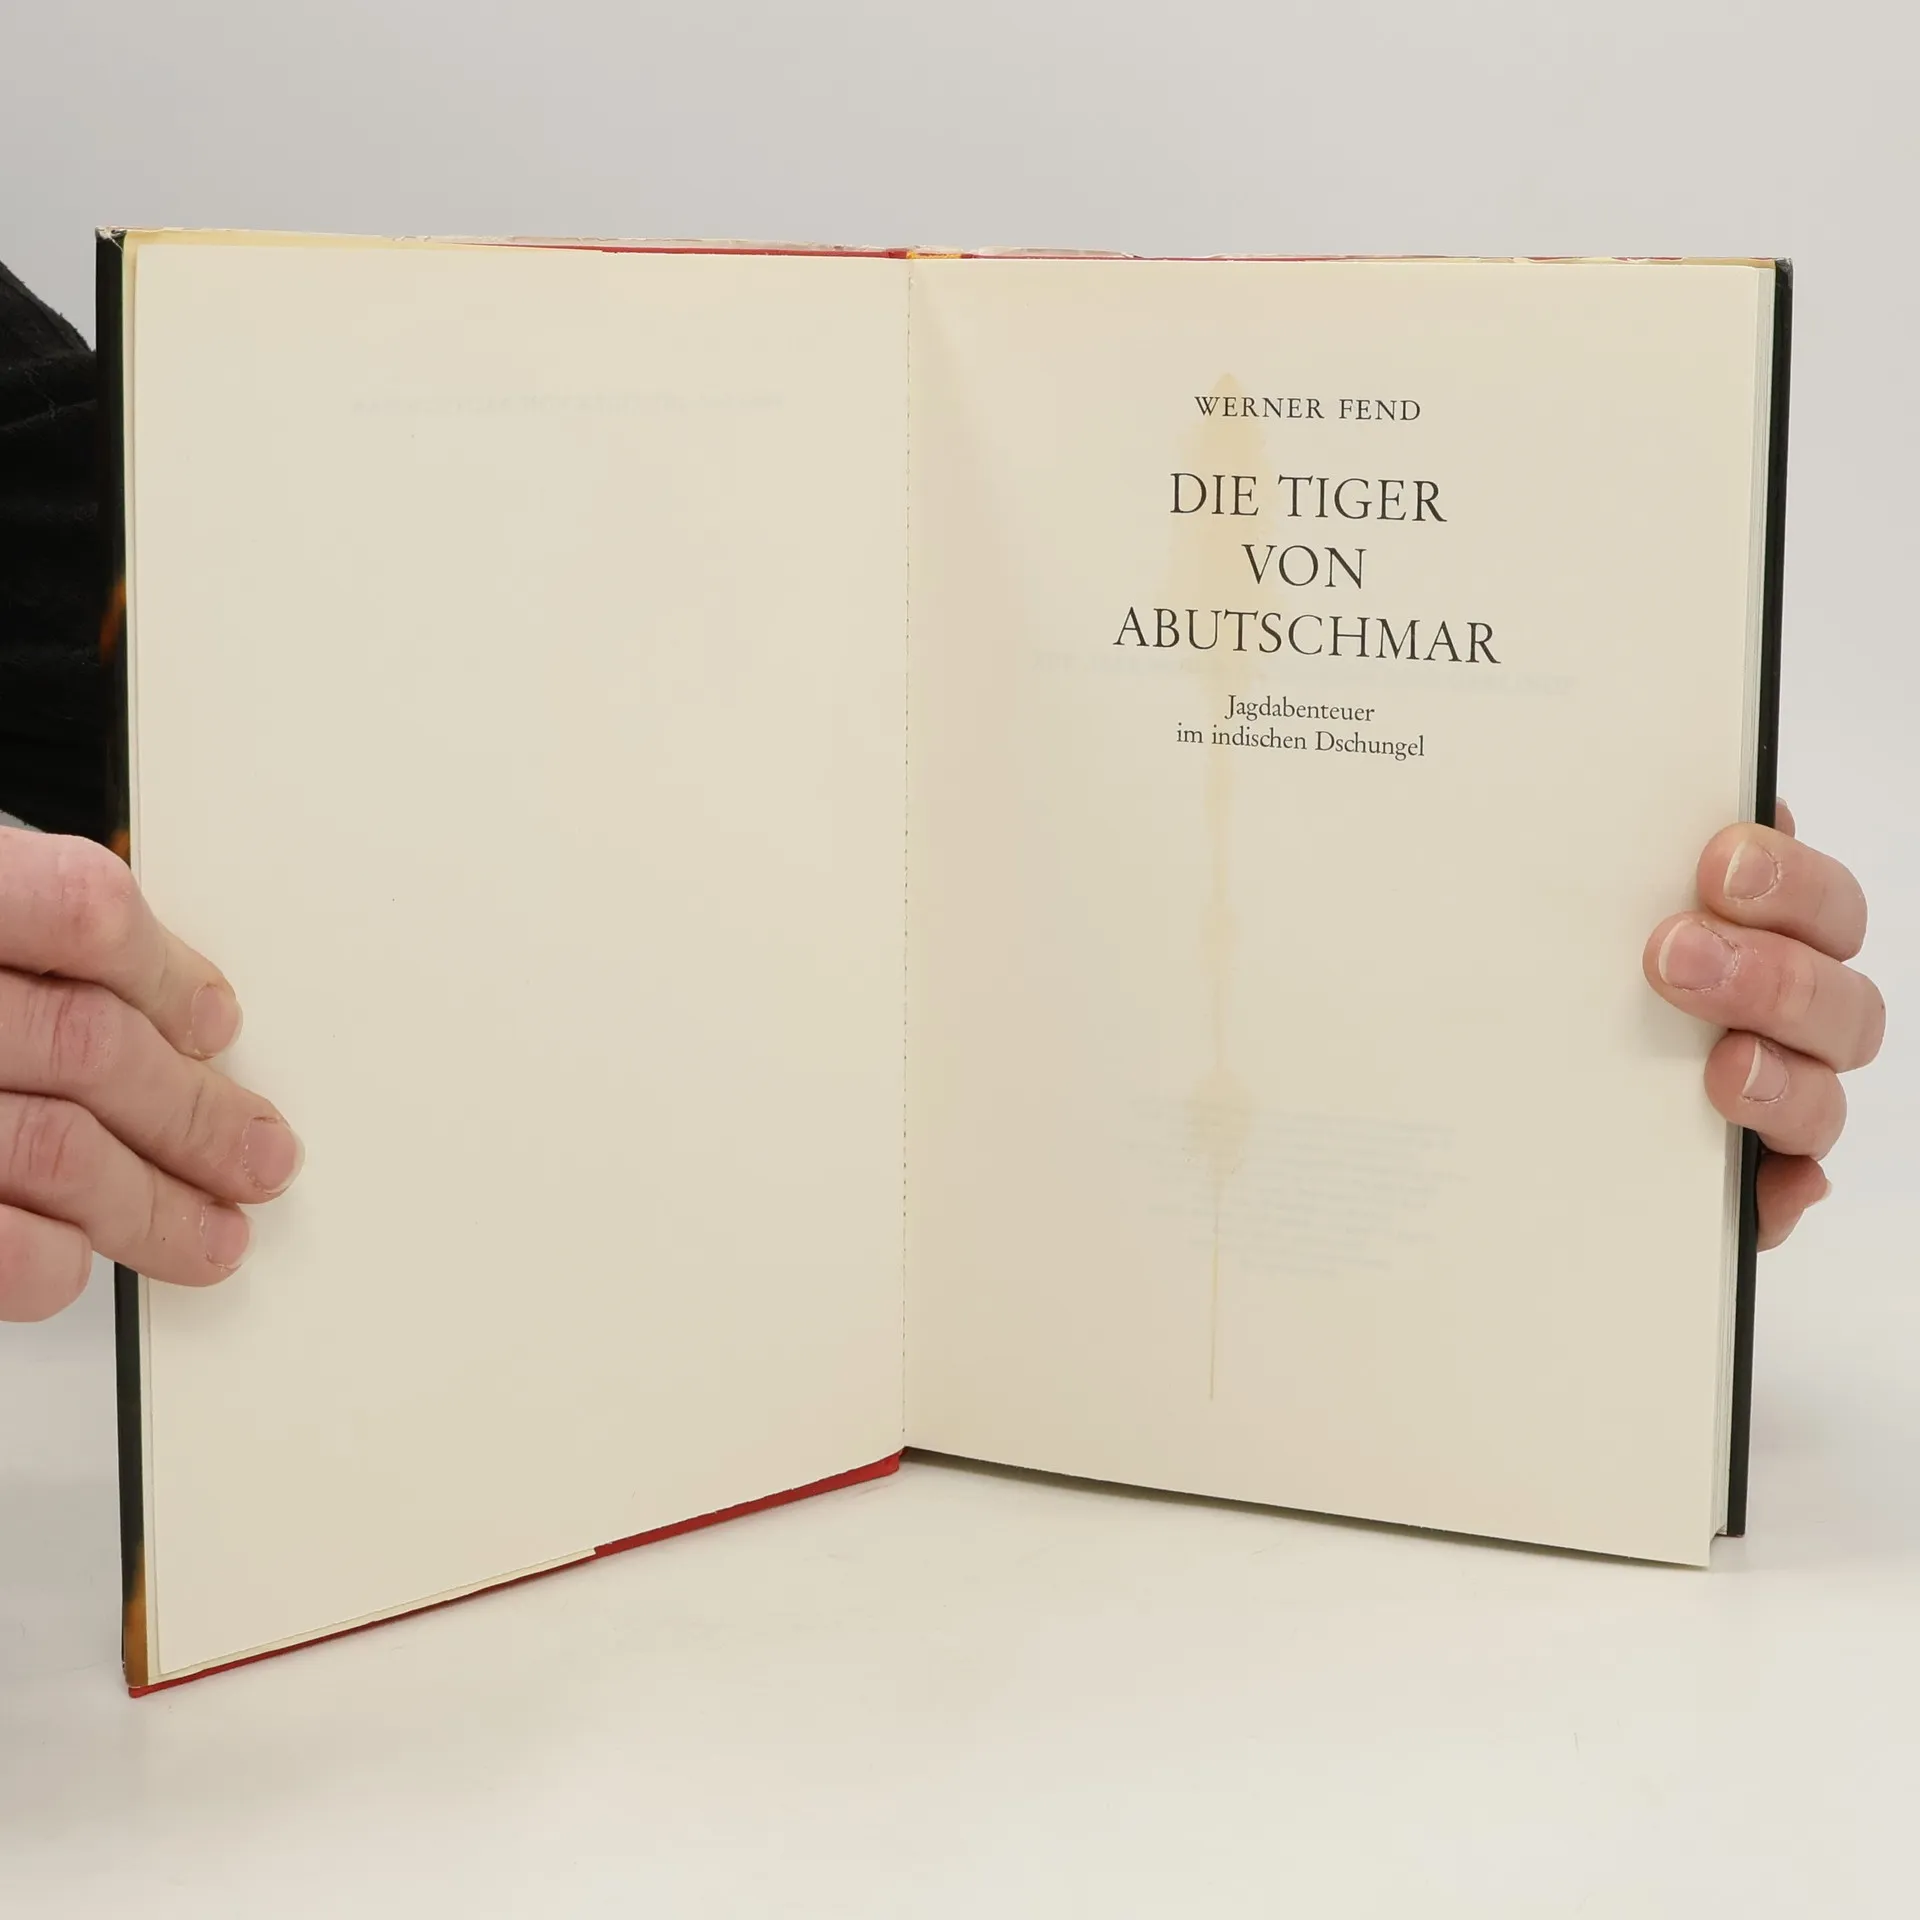 WERNER FEND
DIE TIGER
VON
ABUTSCHMAR
Jagdabenteuer
im indischen Dschungel